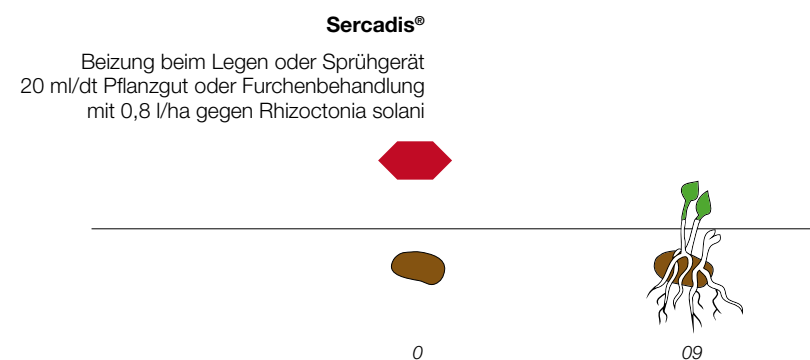 Sercadis®
Beizung beim Legen oder Sprühgerät
20 ml/dt Pflanzgut oder Furchenbehandlung
mit 0,8 l/ha gegen Rhizoctonia solani
0 09